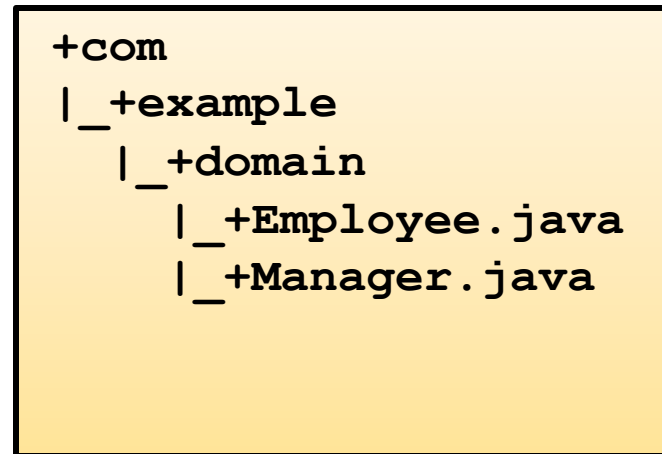 +com
|_+example
|_+domain
|_+Employee.java
|_+Manager.java